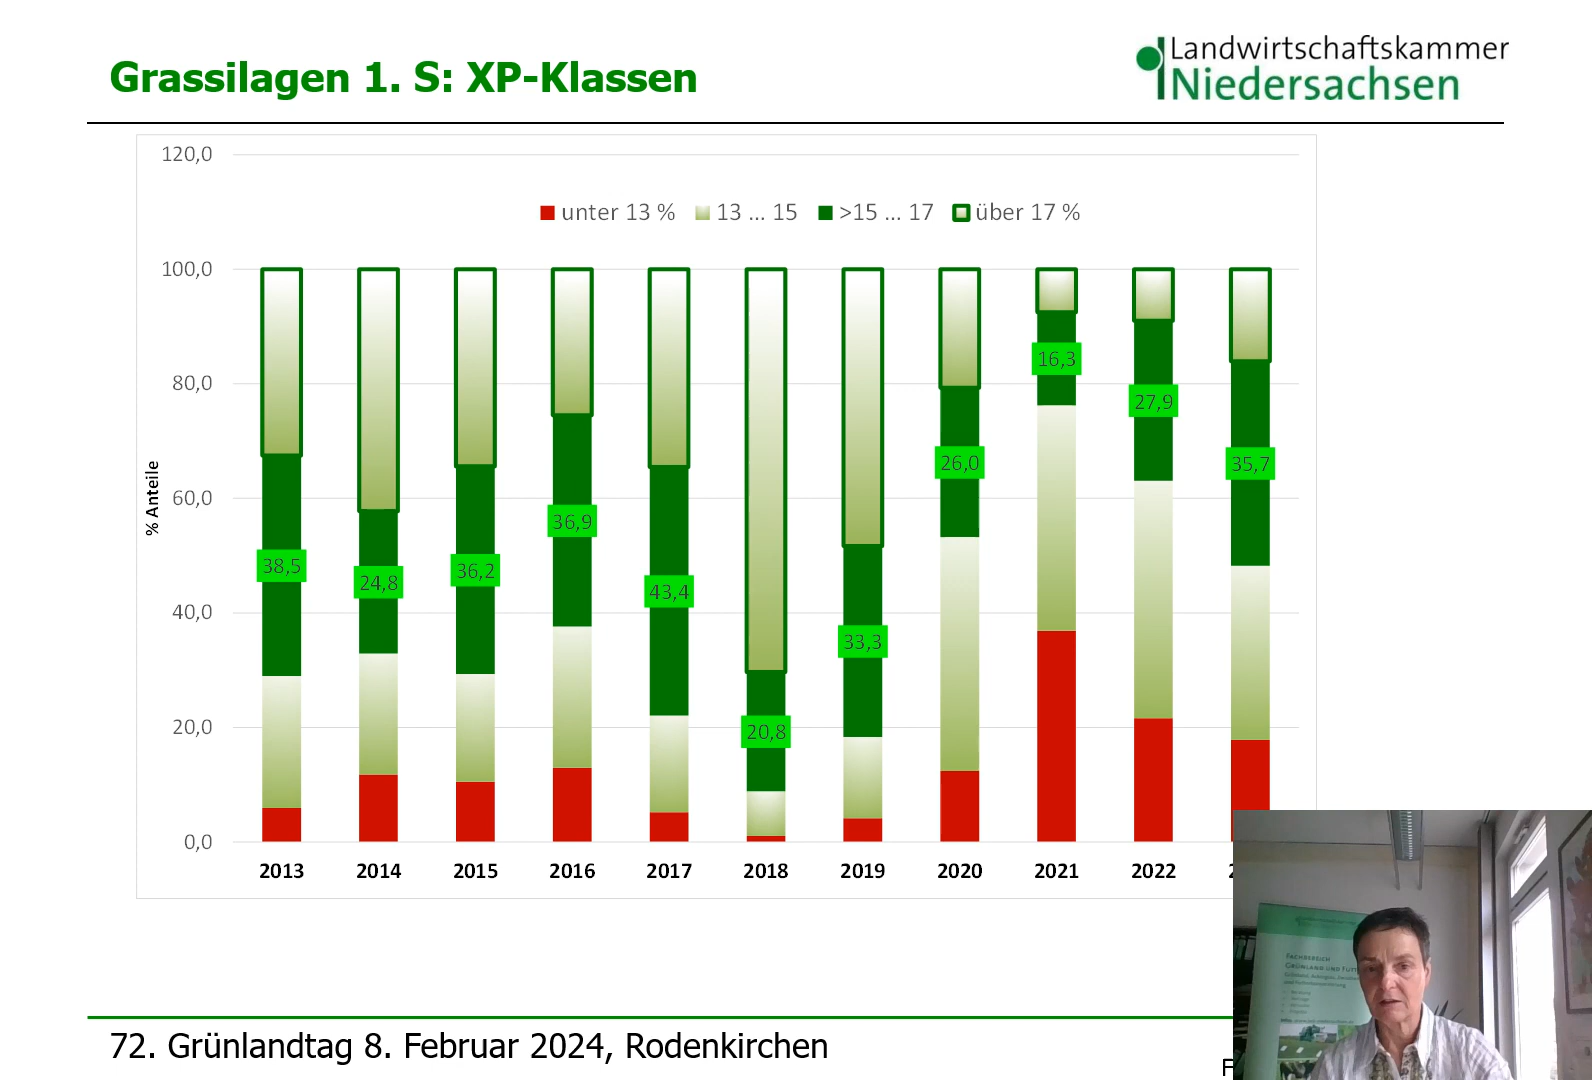 Grassilagen 1. S: XP-Klassen
Landwirtschaftskammer
Niedersachsen
120,0
unter 13 % 13 ... 15 >15 ... 17 über 17 %
100,0
80,0
60,0
40,0
20,0
0,0
% Anteile
38,5
24,8
36,2
36,9
43,4
20,8
33,3
26,0
16,3
27,9
35,7
2013 2014 2015 2016 2017 2018 2019 2020 2021 2022
FACHBEREICH
72. Grünlandtag 8. Februar 2024, Rodenkirchen